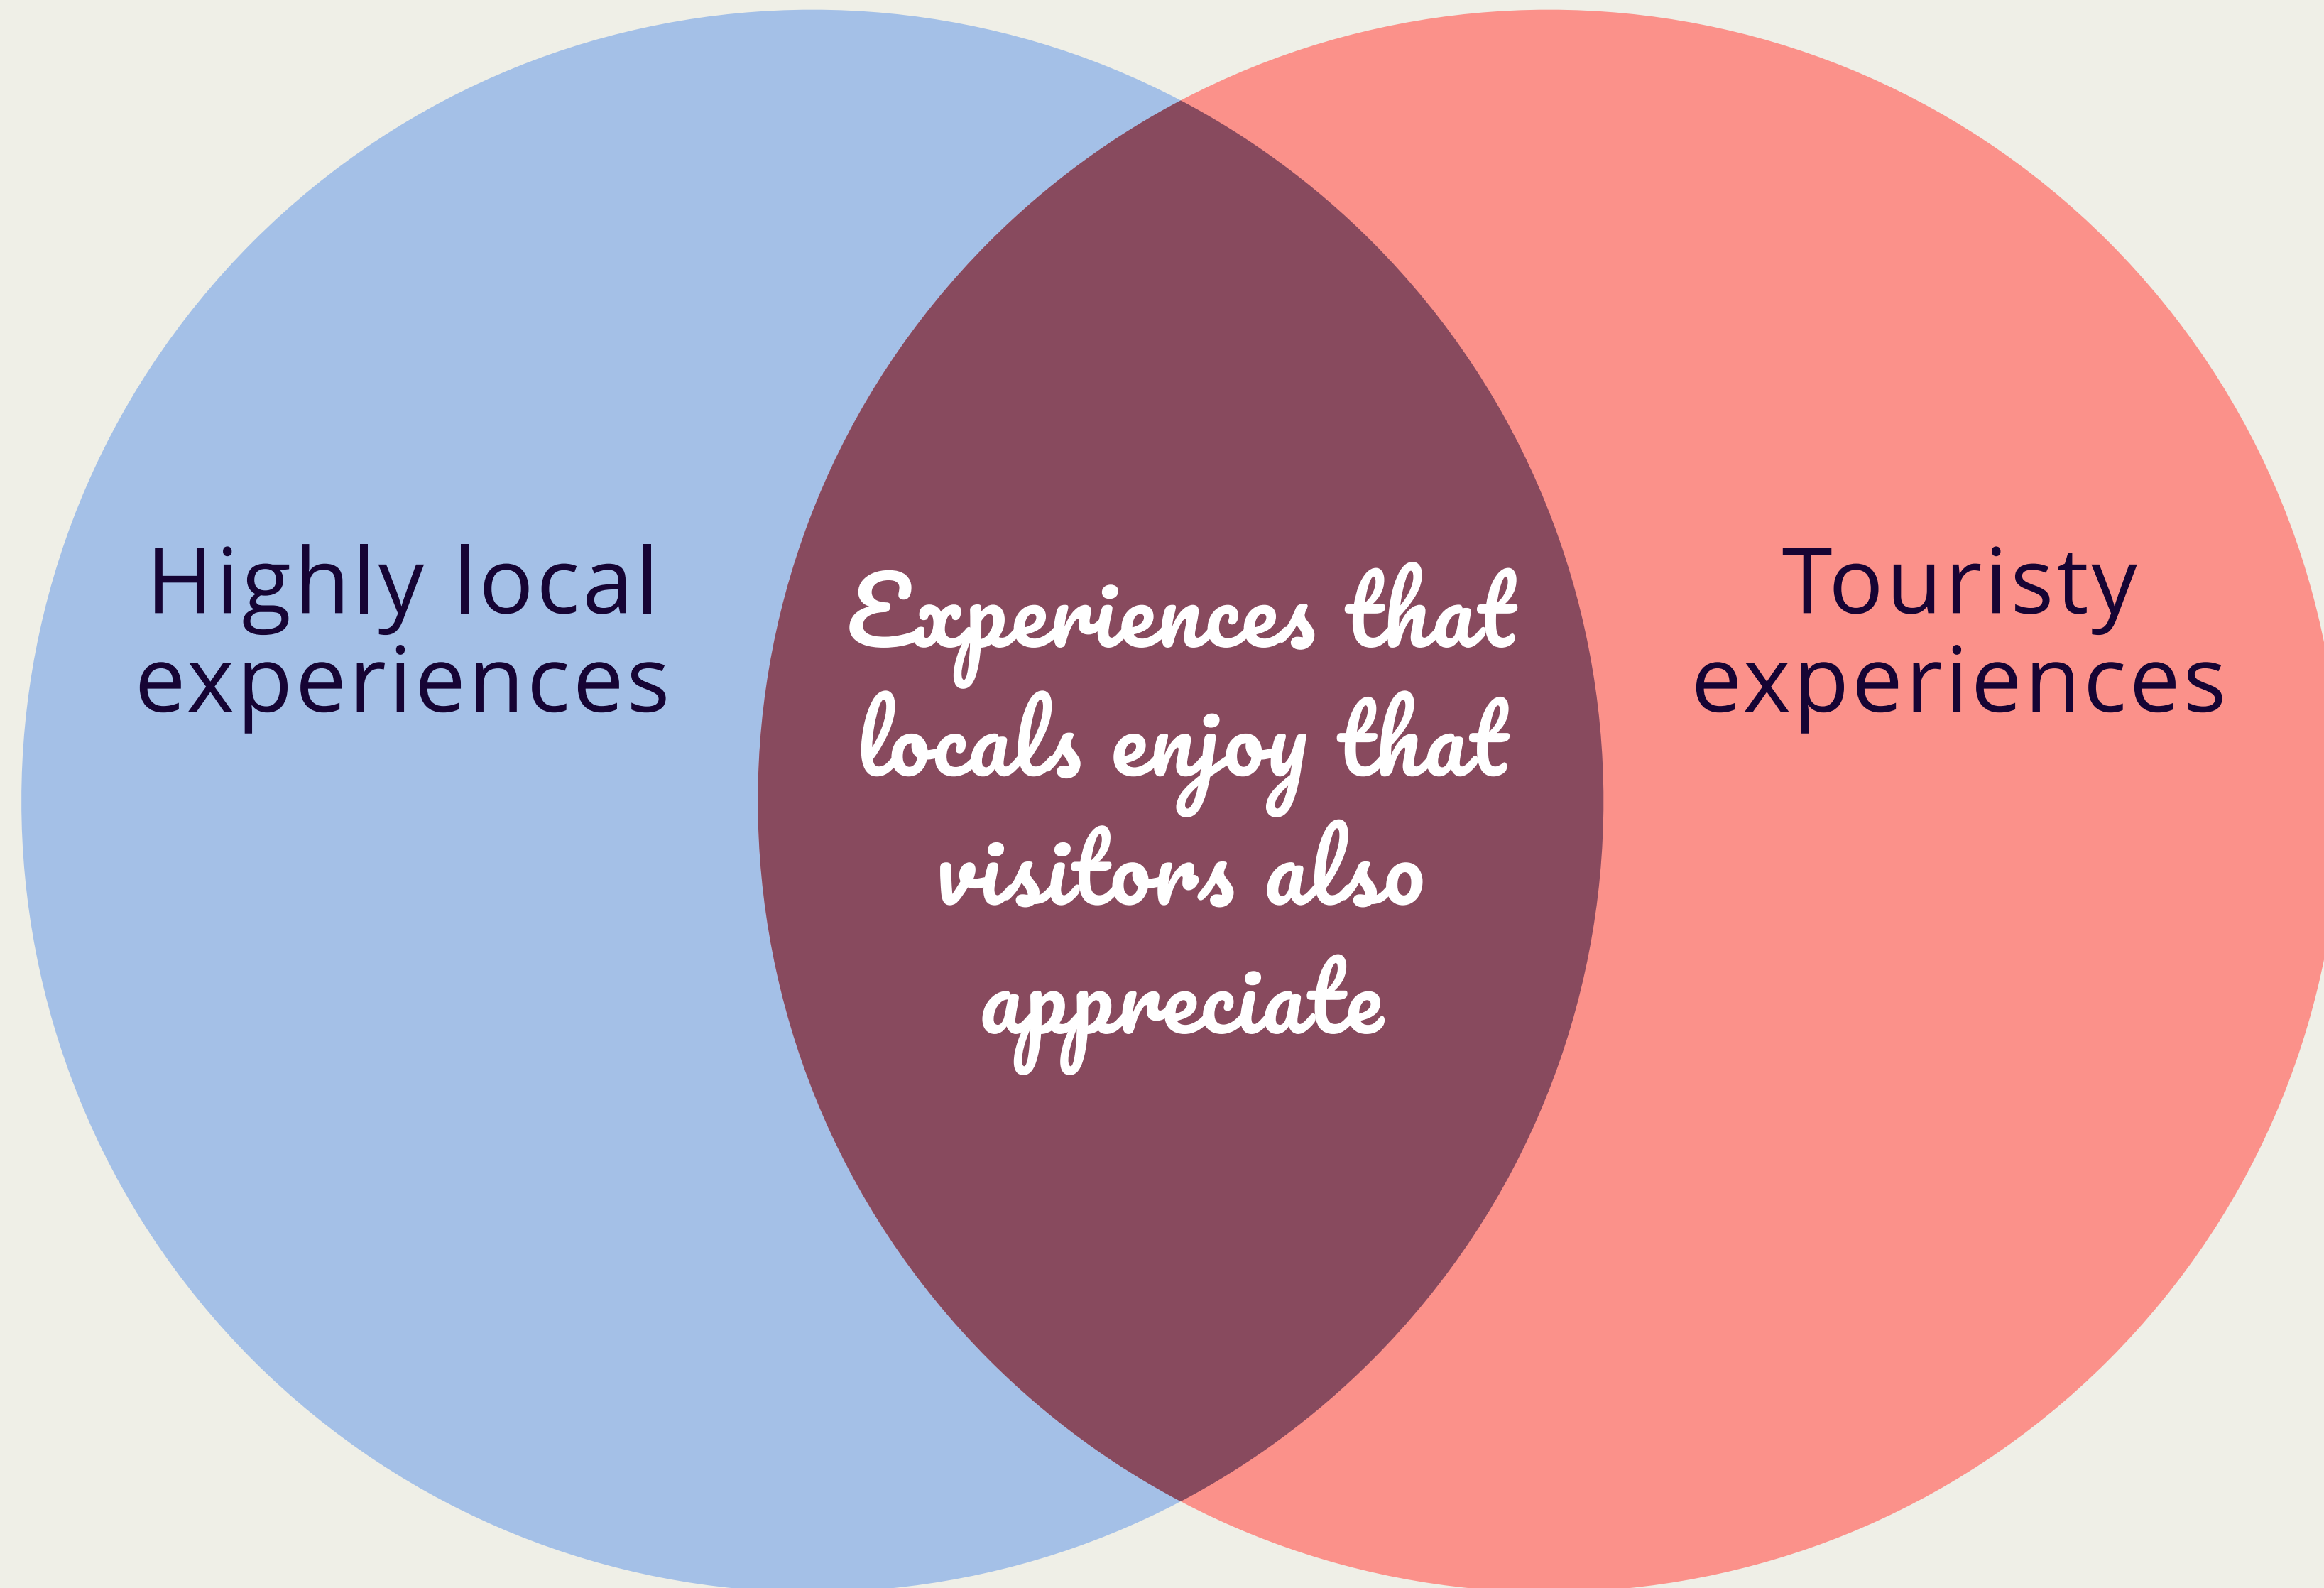 Highly local
experiences
Experiences that
locals enjoy that
visitors also
appreciate
Touristy
experiences